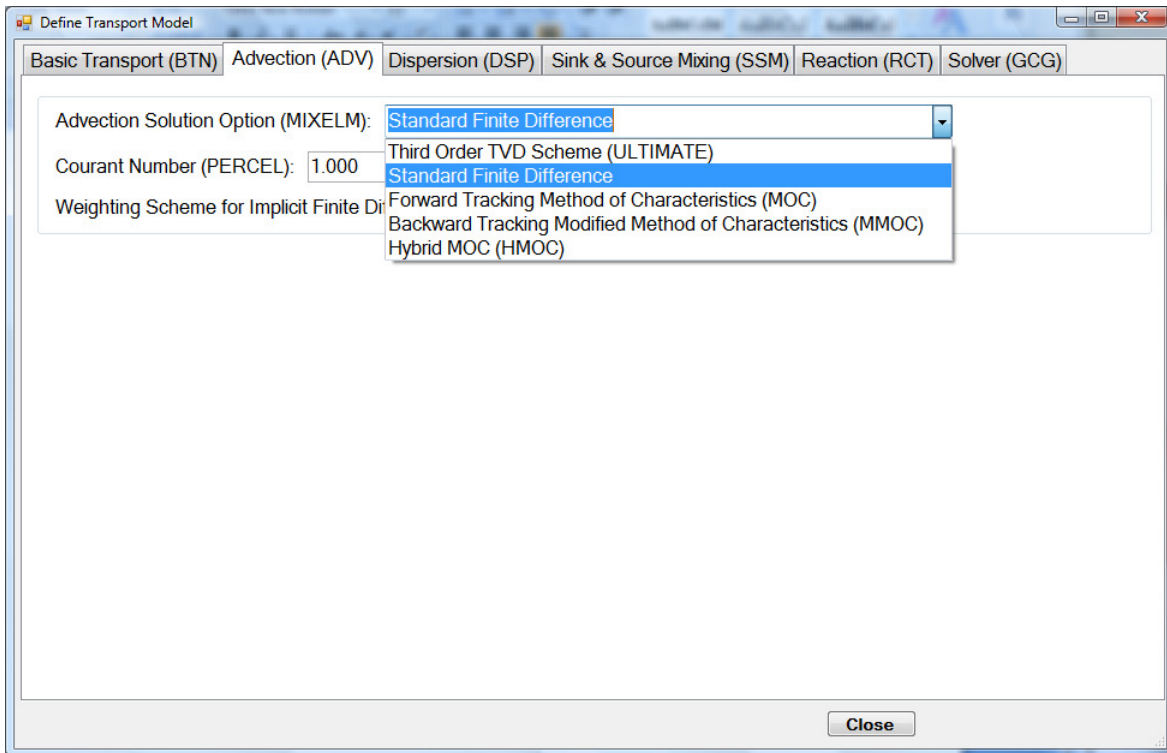 Define Transport Model
Basic Transport (BTN) Advection (ADV) Dispersion (DSP) Sink & Source Mixing (SSM) Reaction (RCT) Solver (GCG)
Advection Solution Option (MIXELM): Standard Finite Difference
Third Order TVD Scheme (ULTIMATE)
Courant Number (PERCEL): 1.000
Standard Finite Difference
Forward Tracking Method of Characteristics (MOC)
Weighting Scheme for Implicit Finite
Backward Tracking Modified Method of Characteristics (MMOC)
Hybrid MOC (HMOC)
Close